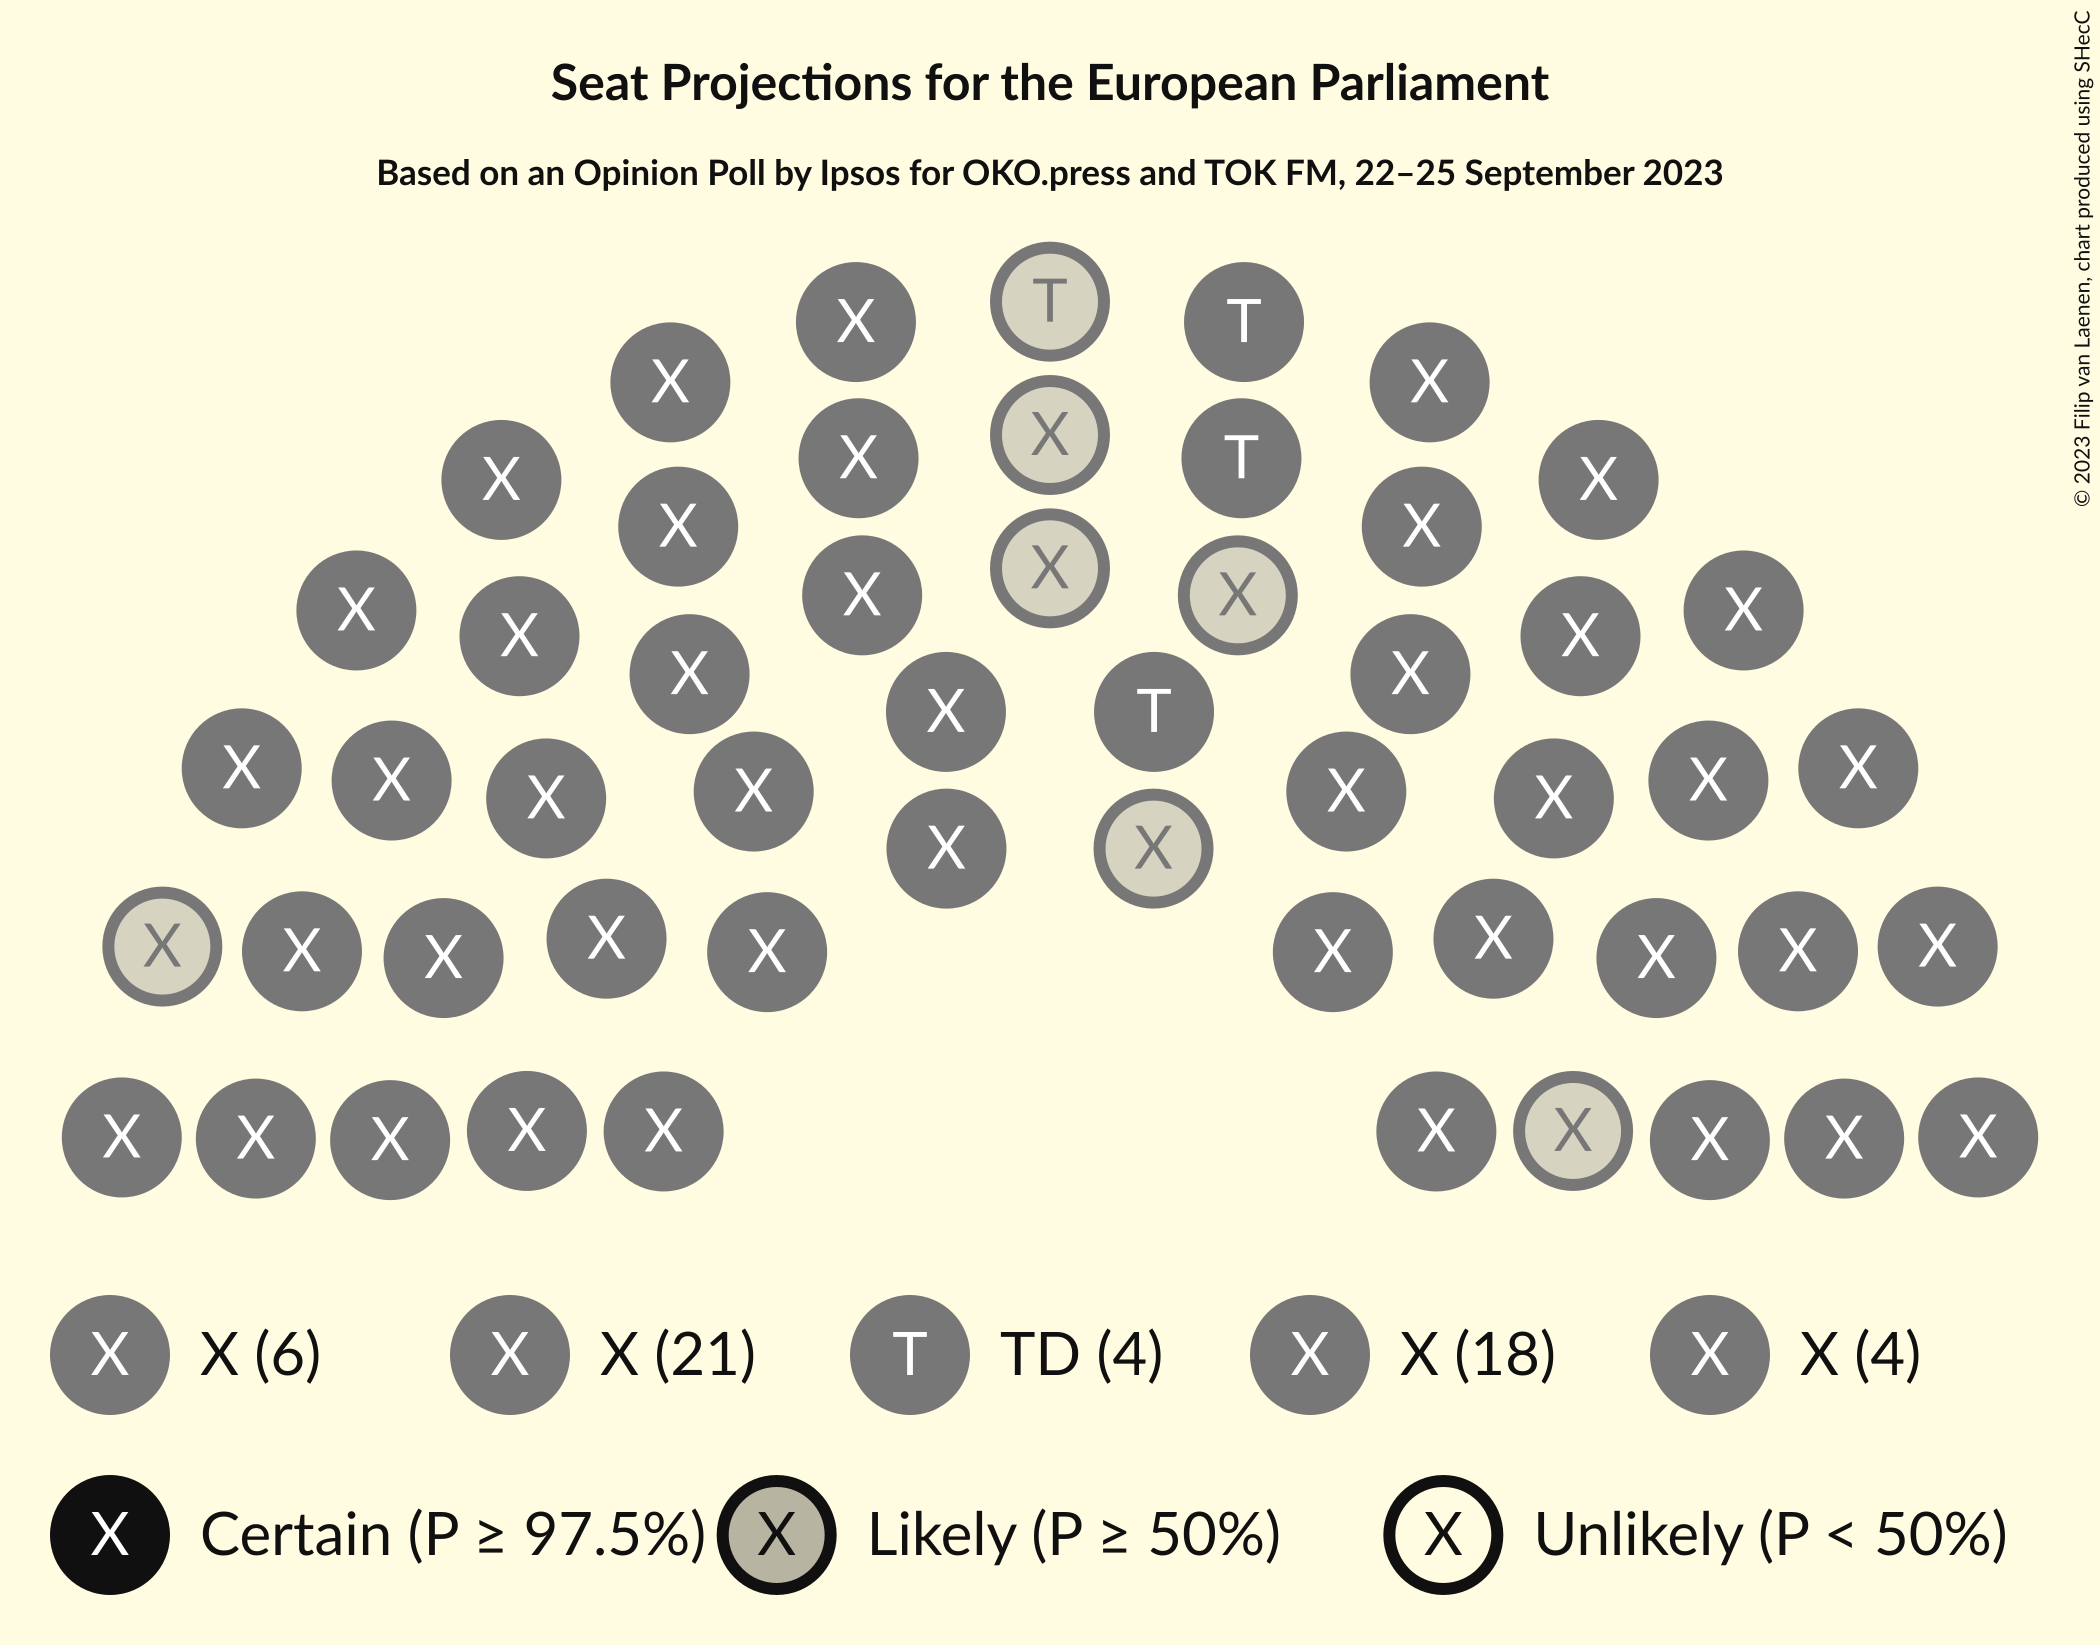 Seat Projections for the European Parliament
Based on an Opinion Poll by Ipsos for OKO.press and TOK FM, 22–25 September 2023
© 2023 Filip van Laenen, chart produced using SHecC
T
X T
X X
X
X T
X X
X X
X
X X
X X
X X
X X
X T
X X
X X X X
X X
X X
X X X X X X X X
X X
X X X X X X X X X X
X X (6) X X (21) T TD (4) X X (18) X X (4)
X Certain (P ≥ 97.5%) X Likely (P ≥ 50%) X Unlikely (P < 50%)